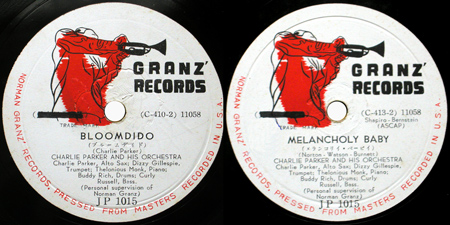 GRANZ'
RECORDS
(C-410-2) 11058
TRADE
BLOOMDIDO
(ブルームディド)
(Charlie Parker)
CHARLIE PARKER AND HIS ORCHESTRA
Charlie Parker, Alto Sax; Dizzy Gillespie,
Trumpet; Thelonious Monk, Piano;
Buddy Rich, Drums; Curly
Russell, Bass.
(Personal supervision of
Norman Granz)
JP 1015
NORMAN GRANZ' RECORDS, PRESSED FROM MASTERS RECORDED IN U.S.A.
GRANZ'
RECORDS
(C-413-2) 11058
Shapiro-Bernstein
(ASCAP)
TRADE
MELANCHOLY BABY
(メランコリイ・ベービイ)
(Norton - Watson - Burnett)
CHARLIE PARKER AND HIS ORCHESTRA
Charlie Parker, Alto Sax; Dizzy Gillespie,
Trumpet; Thelonious Monk, Piano;
Buddy Rich, Drums; Curly
Russell, Bass.
(Personal supervision of
Norman Granz)
JP 1015
NORMAN GRANZ' RECORDS, PRESSED FROM MASTERS RECORDED IN U.S.A.